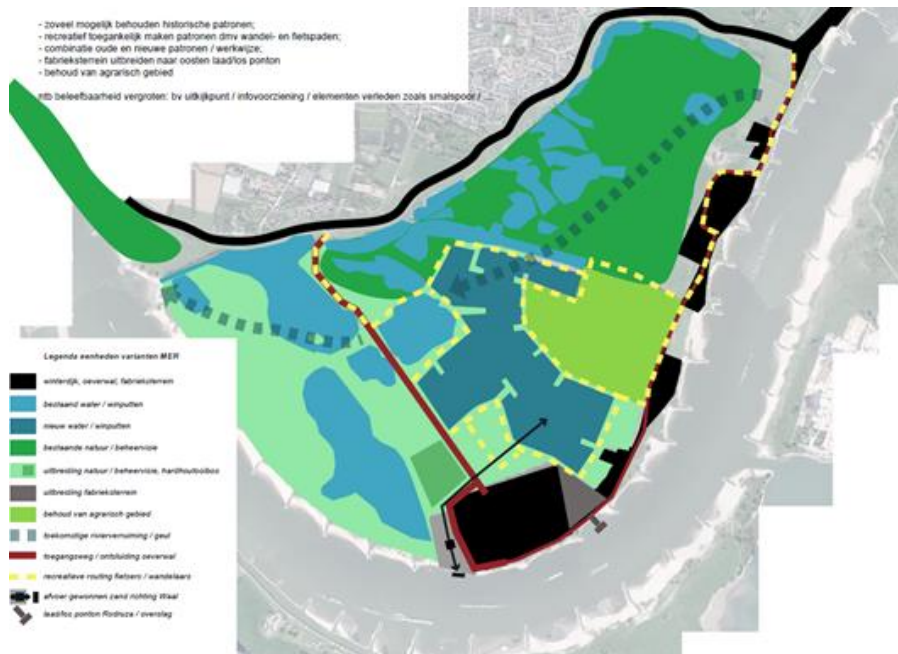 - zoveel mogelijk behouden historische patronen;
- recreatief toegankelijk maken patronen dmv wandel- en fietspaden;
- combinatie oude en nieuwe patronen / werkwijze;
- fabrieksterrein uitbreiden naar oosten laad/los ponton
- behoud van agrarisch gebied
ntb beleefbaarheid vergroten: bv uitkijkpunt / infovoorziening / elementen verleden zoals smalspoor / ...
Legenda eenheden varianten MER
winterdijk, oeverwal, fabrieksterrein
bestaand water / winputten
nieuw water / winputten
bestaande natuur / beheervisie
uitbreiding natuur / beheervisie, hardhoutooibos
uitbreiding fabrieksterrein
behoud van agrarisch gebied
toekomstige rivierverruiming / geul
toegangsweg / ontsluiting oeverwal
recreatieve routing fietsers / wandelaars
afvoer gewonnen zand richting Waal
laad/los ponton / overslag